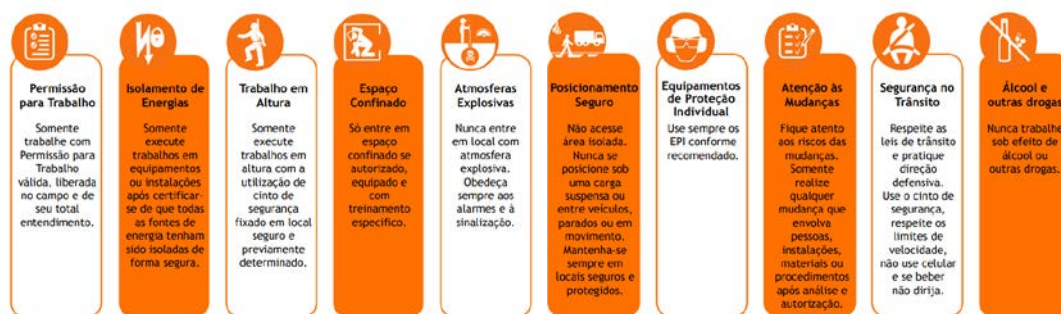 Permissão
para Trabalho
Somente
trabalhe com
Permissão para
Trabalho
válida, liberada
no campo e de
seu total
entendimento.
Isolamento de
Energias
Somente
execute
trabalhos em
equipamentos
ou instalações
após certificar-
se de que todas
as fontes de
energia tenham
sido isoladas de
forma segura.
Trabalho em
Altura
Somente
execute
trabalhos em
altura com a
utilização de
cinto de
segurança
fixado em local
seguro e
previamente
determinado.
Espaço
Confinado
Só entre em
espaço
confinado se
autorizado,
equipado e
com
treinamento
específico.
Atmosferas
Explosivas
Nunca entre
em local com
atmosfera
explosiva.
Obedeça
sempre aos
alarmes e à
sinalização.
Posicionamento
Seguro
Não acesse
área isolada.
Nunca se
posicione sob
uma carga
suspensa ou
entre veículos,
parados ou em
movimento.
Mantenha-se
sempre em
locais seguros e
protegidos.
Equipamentos
de Proteção
Individual
Use sempre os
EPI conforme
recomendado.
Atenção às
Mudanças
Fique atento
aos riscos das
mudanças.
Somente
realize
qualquer
mudança que
envolva
pessoas,
instalações,
materiais ou
procedimentos
após análise e
autorização.
Segurança no
Trânsito
Respeite as
leis de trânsito
e pratique
direção
defensiva.
Use o cinto de
segurança,
respeite os
limites de
velocidade,
não use celular
e se beber
não dirija.
Álcool e
outras drogas
Nunca trabalhe
sob efeito de
álcool ou
outras drogas.